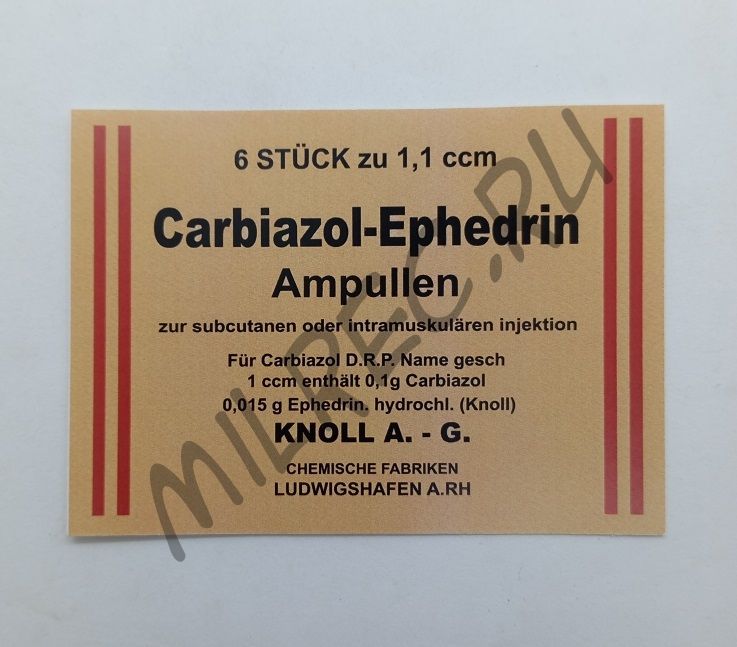 6 STÜCK zu 1,1 ccm
Carbiazol-Ephedrin
Ampullen
zur subcutanen oder intramuskulären injektion
Für Carbiazol D.R.P. Name gesch
1 ccm enthält 0,1g Carbiazol
0,015 g Ephedrin. hydrochl. (Knoll)
KNOLL A. - G.
CHEMISCHE FABRIKEN
LUDWIGSHAFEN A.RH
MILREC.RU